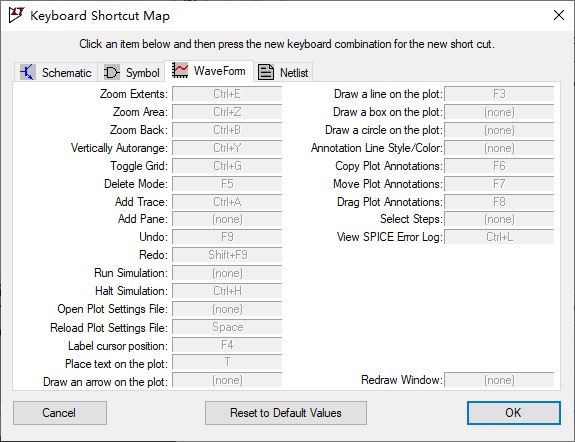 Keyboard Shortcut Map
Click an item below and then press the new keyboard combination for the new short cut.
Schematic Symbol WaveForm Netlist
Zoom Extents: Ctrl+E
Zoom Area: Ctrl+Z
Zoom Back: Ctrl+B
Vertically Autorange: Ctrl+Y
Toggle Grid: Ctrl+G
Delete Mode: F5
Add Trace: Ctrl+A
Add Pane: (none)
Undo: F9
Redo: Shift+F9
Run Simulation: (none)
Halt Simulation: Ctrl+H
Open Plot Settings File: (none)
Reload Plot Settings File: Space
Label cursor position: F4
Place text on the plot: T
Draw an arrow on the plot: (none)
Draw a line on the plot: F3
Draw a box on the plot: (none)
Draw a circle on the plot: (none)
Annotation Line Style/Color: (none)
Copy Plot Annotations: F6
Move Plot Annotations: F7
Drag Plot Annotations: F8
Select Steps: (none)
View SPICE Error Log: Ctrl+L
Redraw Window: (none)
Cancel Reset to Default Values OK